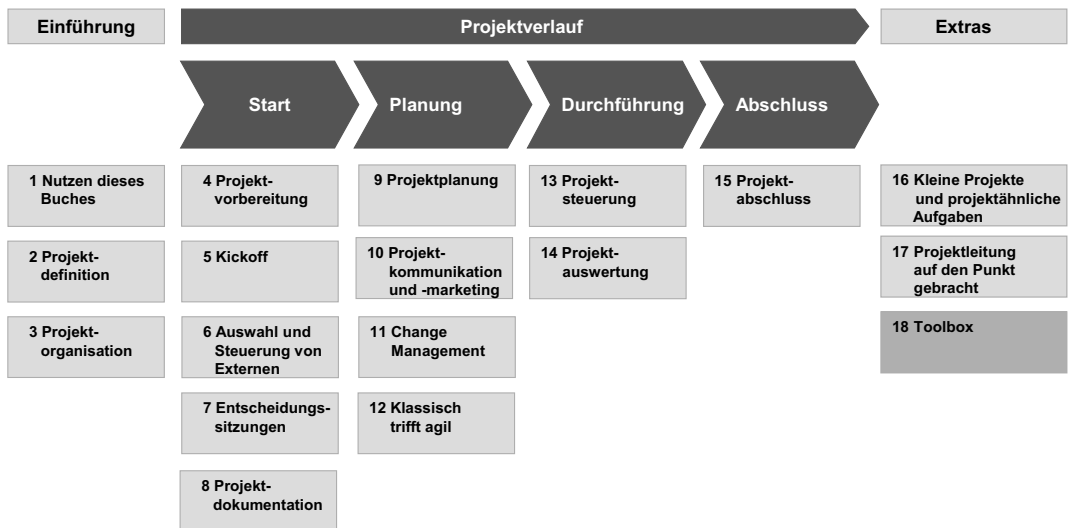 Einführung
Projektverlauf
Extras
Start
Planung
Durchführung
Abschluss
1 Nutzen dieses
Buches
2 Projekt-
definition
3 Projekt-
organisation
4 Projekt-
vorbereitung
5 Kickoff
6 Auswahl und
Steuerung von
Externen
7 Entscheidungs-
sitzungen
8 Projekt-
dokumentation
9 Projektplanung
10 Projekt-
kommunikation
und -marketing
11 Change
Management
12 Klassisch
trifft agil
13 Projekt-
steuerung
14 Projekt-
auswertung
15 Projekt-
abschluss
16 Kleine Projekte
und projektähnliche
Aufgaben
17 Projektleitung
auf den Punkt
gebracht
18 Toolbox